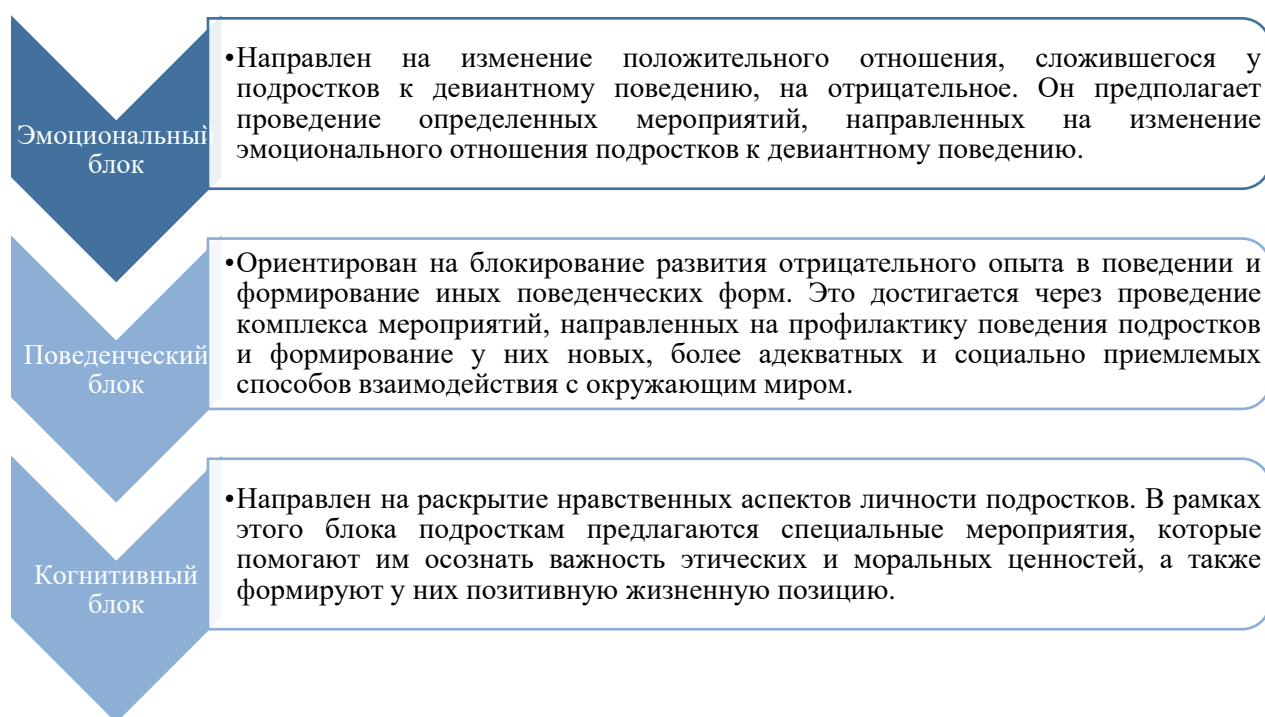 Эмоциональный
блок
•Направлен на изменение положительного отношения, сложившегося у
подростков к девиантному поведению, на отрицательное. Он предполагает
проведение определенных мероприятий, направленных на изменение
эмоционального отношения подростков к девиантному поведению.
Поведенческий
блок
•Ориентирован на блокирование развития отрицательного опыта в поведении и
формирование иных поведенческих форм. Это достигается через проведение
комплекса мероприятий, направленных на профилактику поведения подростков
и формирование у них новых, более адекватных и социально приемлемых
способов взаимодействия с окружающим миром.
Когнитивный
блок
•Направлен на раскрытие нравственных аспектов личности подростков. В рамках
этого блока подросткам предлагаются специальные мероприятия, которые
помогают им осознать важность этических и моральных ценностей, а также
формируют у них позитивную жизненную позицию.